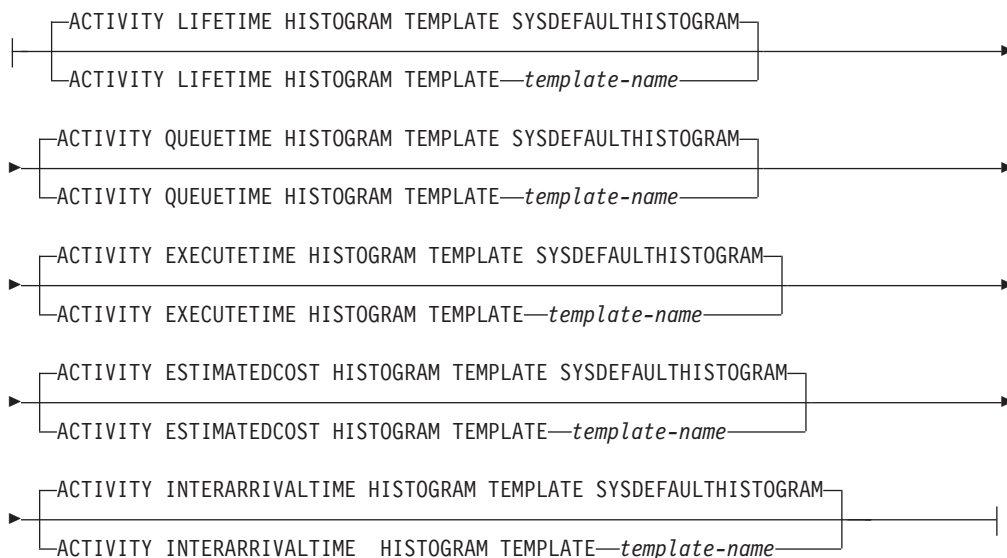 ACTIVITY LIFETIME HISTOGRAM TEMPLATE SYSDEFAULTHISTOGRAM
ACTIVITY LIFETIME HISTOGRAM TEMPLATE template-name
ACTIVITY QUEUETIME HISTOGRAM TEMPLATE SYSDEFAULTHISTOGRAM
ACTIVITY QUEUETIME HISTOGRAM TEMPLATE template-name
ACTIVITY EXECUTETIME HISTOGRAM TEMPLATE SYSDEFAULTHISTOGRAM
ACTIVITY EXECUTETIME HISTOGRAM TEMPLATE template-name
ACTIVITY ESTIMATEDCOST HISTOGRAM TEMPLATE SYSDEFAULTHISTOGRAM
ACTIVITY ESTIMATEDCOST HISTOGRAM TEMPLATE template-name
ACTIVITY INTERARRIVALTIME HISTOGRAM TEMPLATE SYSDEFAULTHISTOGRAM
ACTIVITY INTERARRIVALTIME HISTOGRAM TEMPLATE template-name